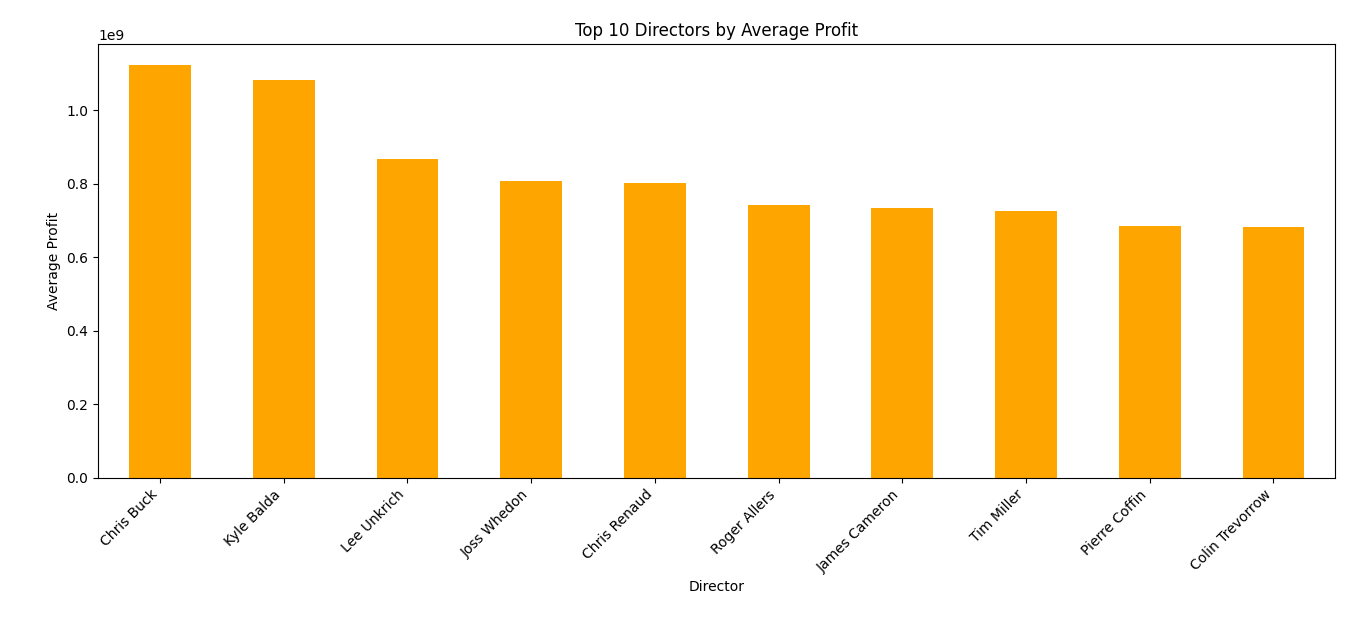 Top 10 Directors by Average Profit
1e9
1.0
0.8
0.6
0.4
0.2
0.0
Average Profit
Chris Buck
Kyle Balda
Lee Unkrich
Joss Whedon
Chris Renaud
Roger Allers
James Cameron
Tim Miller
Pierre Coffin
Colin Trevorrow
Director